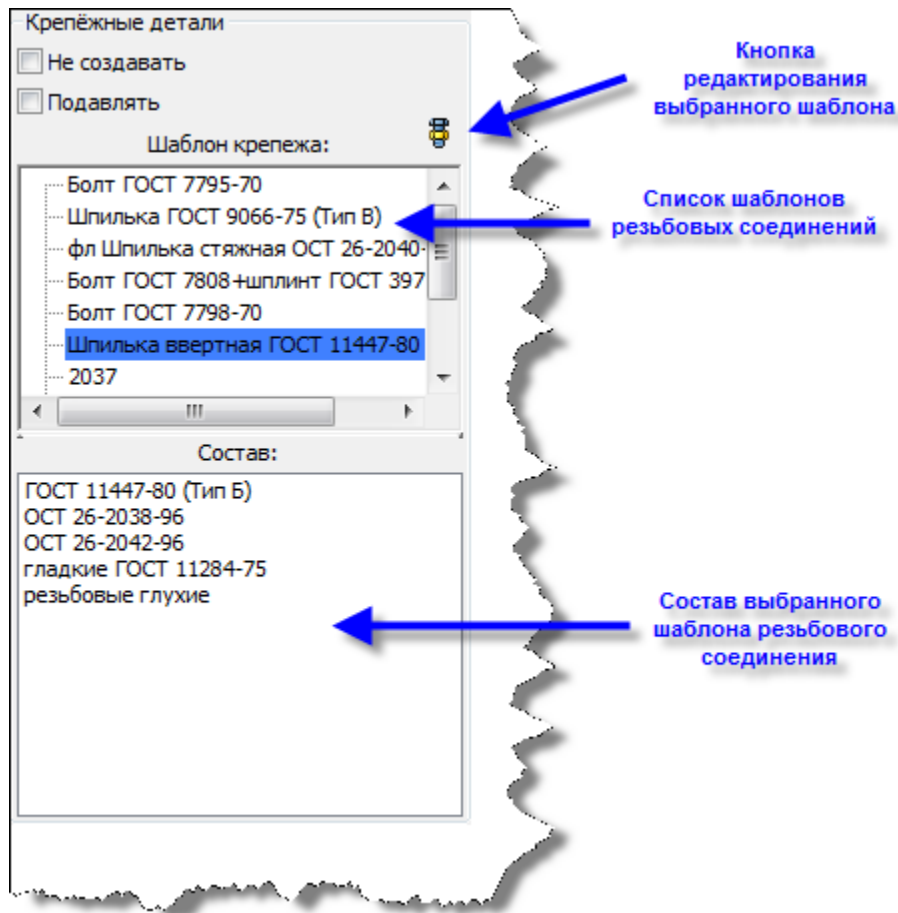 Крепёжные детали
Не создавать
Подавлять
Шаблон крепежа:
Болт ГОСТ 7795-70
Шпилька ГОСТ 9066-75 (Тип В)
фл Шпилька стяжная ОСТ 26-2040-
Болт ГОСТ 7808+шплинт ГОСТ 397
Болт ГОСТ 7798-70
Шпилька ввертная ГОСТ 11447-80
2037
Состав:
ГОСТ 11447-80 (Тип Б)
ОСТ 26-2038-96
ОСТ 26-2042-96
гладкие ГОСТ 11284-75
резьбовые глухие
Кнопка
редактирования
выбранного шаблона
Список шаблонов
резьбовых соединений
Состав выбранного
шаблона резьбового
соединения